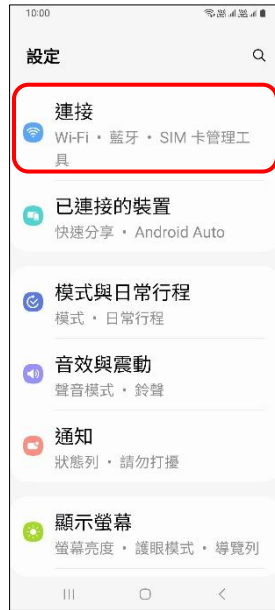 10:00
設定
連接
Wi-Fi • 藍牙 • SIM 卡管理工
具
已連接的裝置
快速分享 • Android Auto
模式與日常行程
模式 • 日常行程
音效與震動
聲音模式 • 鈴聲
通知
狀態列 • 請勿打擾
顯示螢幕
螢幕亮度 • 護眼模式 • 導覽列